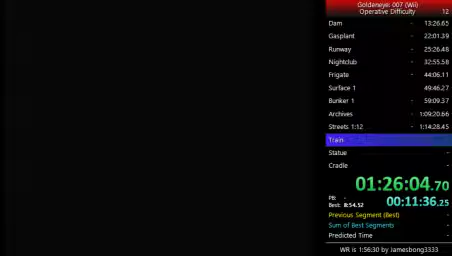 Goldeneye: 007 (Wii)
Operative Difficulty 12
Dam - 13:26.65
Gasplant - 22:01.39
Runway - 25:26.48
Nightclub - 32:55.58
Frigate - 44:06.11
Surface 1 49:46.27
Bunker 1 - 59:09.37
Archives - 1:09:20.66
Streets 1:12 - 1:14:28.45
Train
Statue -
Cradle -
01:26:04.70
PB: -
Best: 8:54.52 00:11:36.25
Previous Segment (Best) -
Sum of Best Segments -
Predicted Time -
WR is 1:56:30 by Jamesbong3333